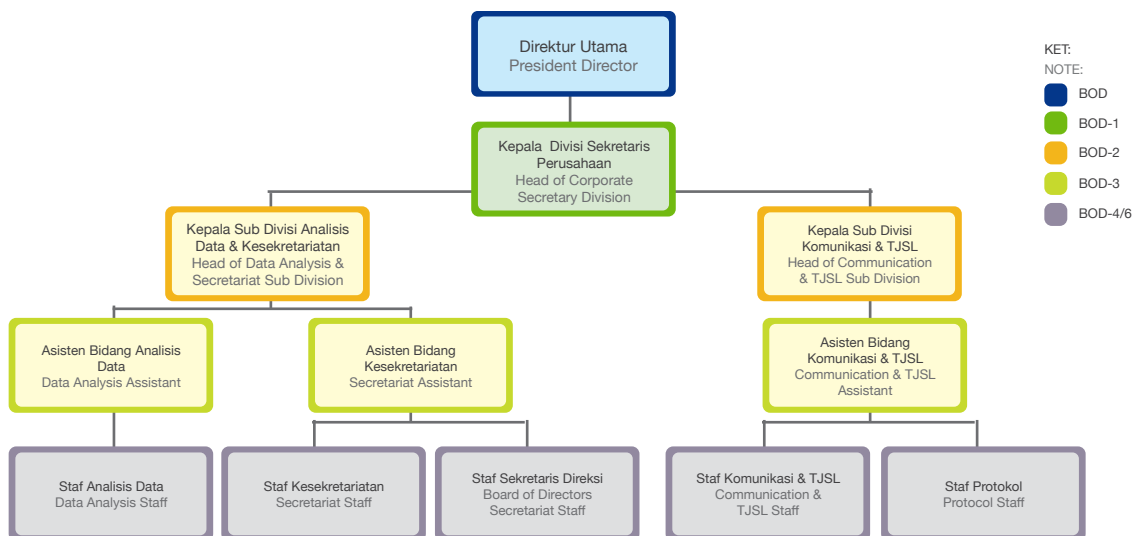 Direktur Utama
President Director
KET:
NOTE:
BOD
BOD-1
BOD-2
BOD-3
BOD-4/6
Kepala Divisi Sekretaris
Perusahaan
Head of Corporate
Secretary Division
Kepala Sub Divisi Analisis
Data & Kesekretariatan
Head of Data Analysis &
Secretariat Sub Division
Kepala Sub Divisi
Komunikasi & TJSL
Head of Communication
& TJSL Sub Division
Asisten Bidang Analisis
Data
Data Analysis Assistant
Asisten Bidang
Kesekretariatan
Secretariat Assistant
Asisten Bidang
Komunikasi & TJSL
Communication & TJSL
Assistant
Staf Analisis Data
Data Analysis Staff
Staf Kesekretariatan
Secretariat Staff
Staf Sekretaris Direksi
Board of Directors
Secretariat Staff
Staf Komunikasi & TJSL
Communication &
TJSL Staff
Staf Protokol
Protocol Staff